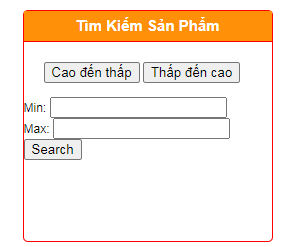 Tìm Kiếm Sản Phẩm
Cao đến thấp Thấp đến cao
Min:
Max:
Search